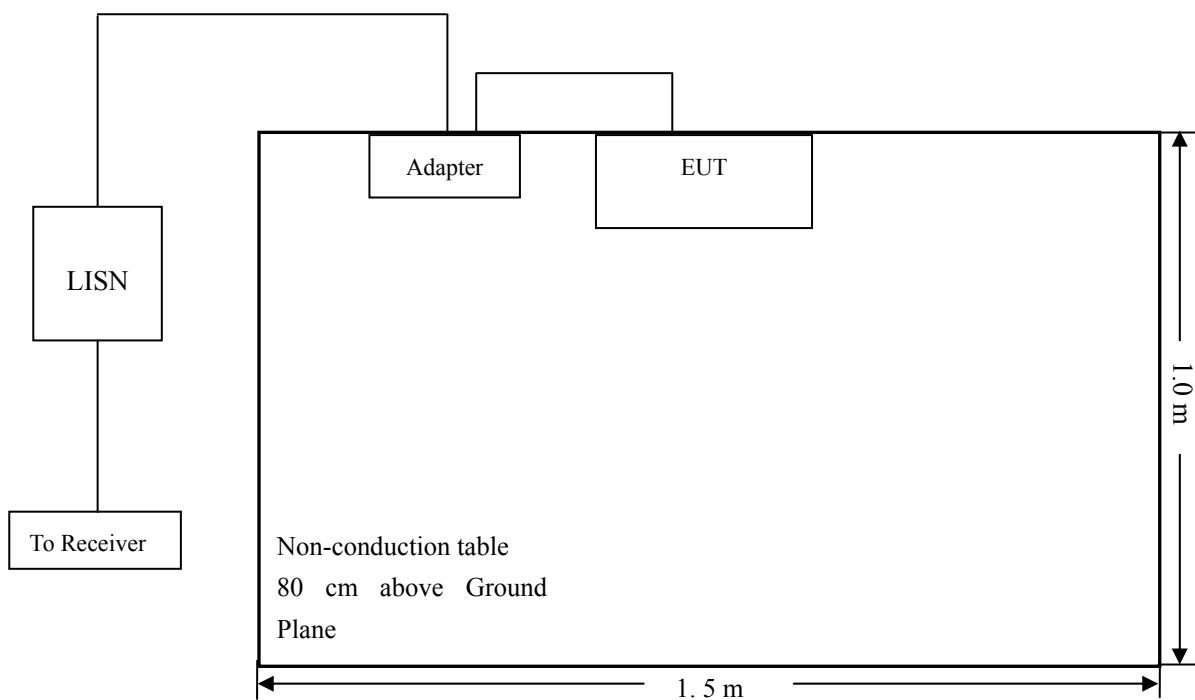 Adapter
EUT
LISN
1.0 m
To Receiver
Non-conduction table
80 cm above Ground
Plane
1. 5 m